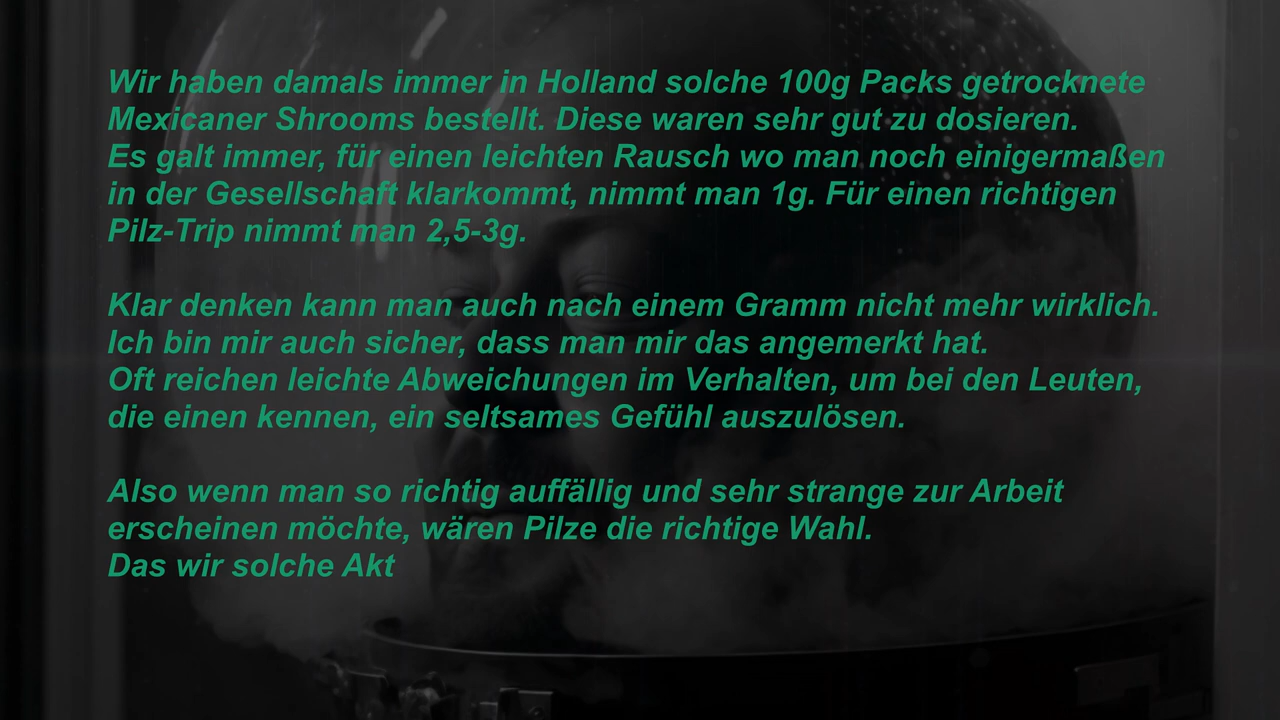 Wir haben damals immer in Holland solche 100g Packs getrocknete
Mexicaner Shrooms bestellt. Diese waren sehr gut zu dosieren.
Es galt immer, für einen leichten Rausch wo man noch einigermaßen
in der Gesellschaft klarkommt, nimmt man 1g. Für einen richtigen
Pilz-Trip nimmt man 2,5-3g.
Klar denken kann man auch nach einem Gramm nicht mehr wirklich.
Ich bin mir auch sicher, dass man mir das angemerkt hat.
Oft reichen leichte Abweichungen im Verhalten, um bei den Leuten,
die einen kennen, ein seltsames Gefühl auszulösen.
Also wenn man so richtig auffällig und sehr strange zur Arbeit
erscheinen möchte, wären Pilze die richtige Wahl.
Das wir solche Akt